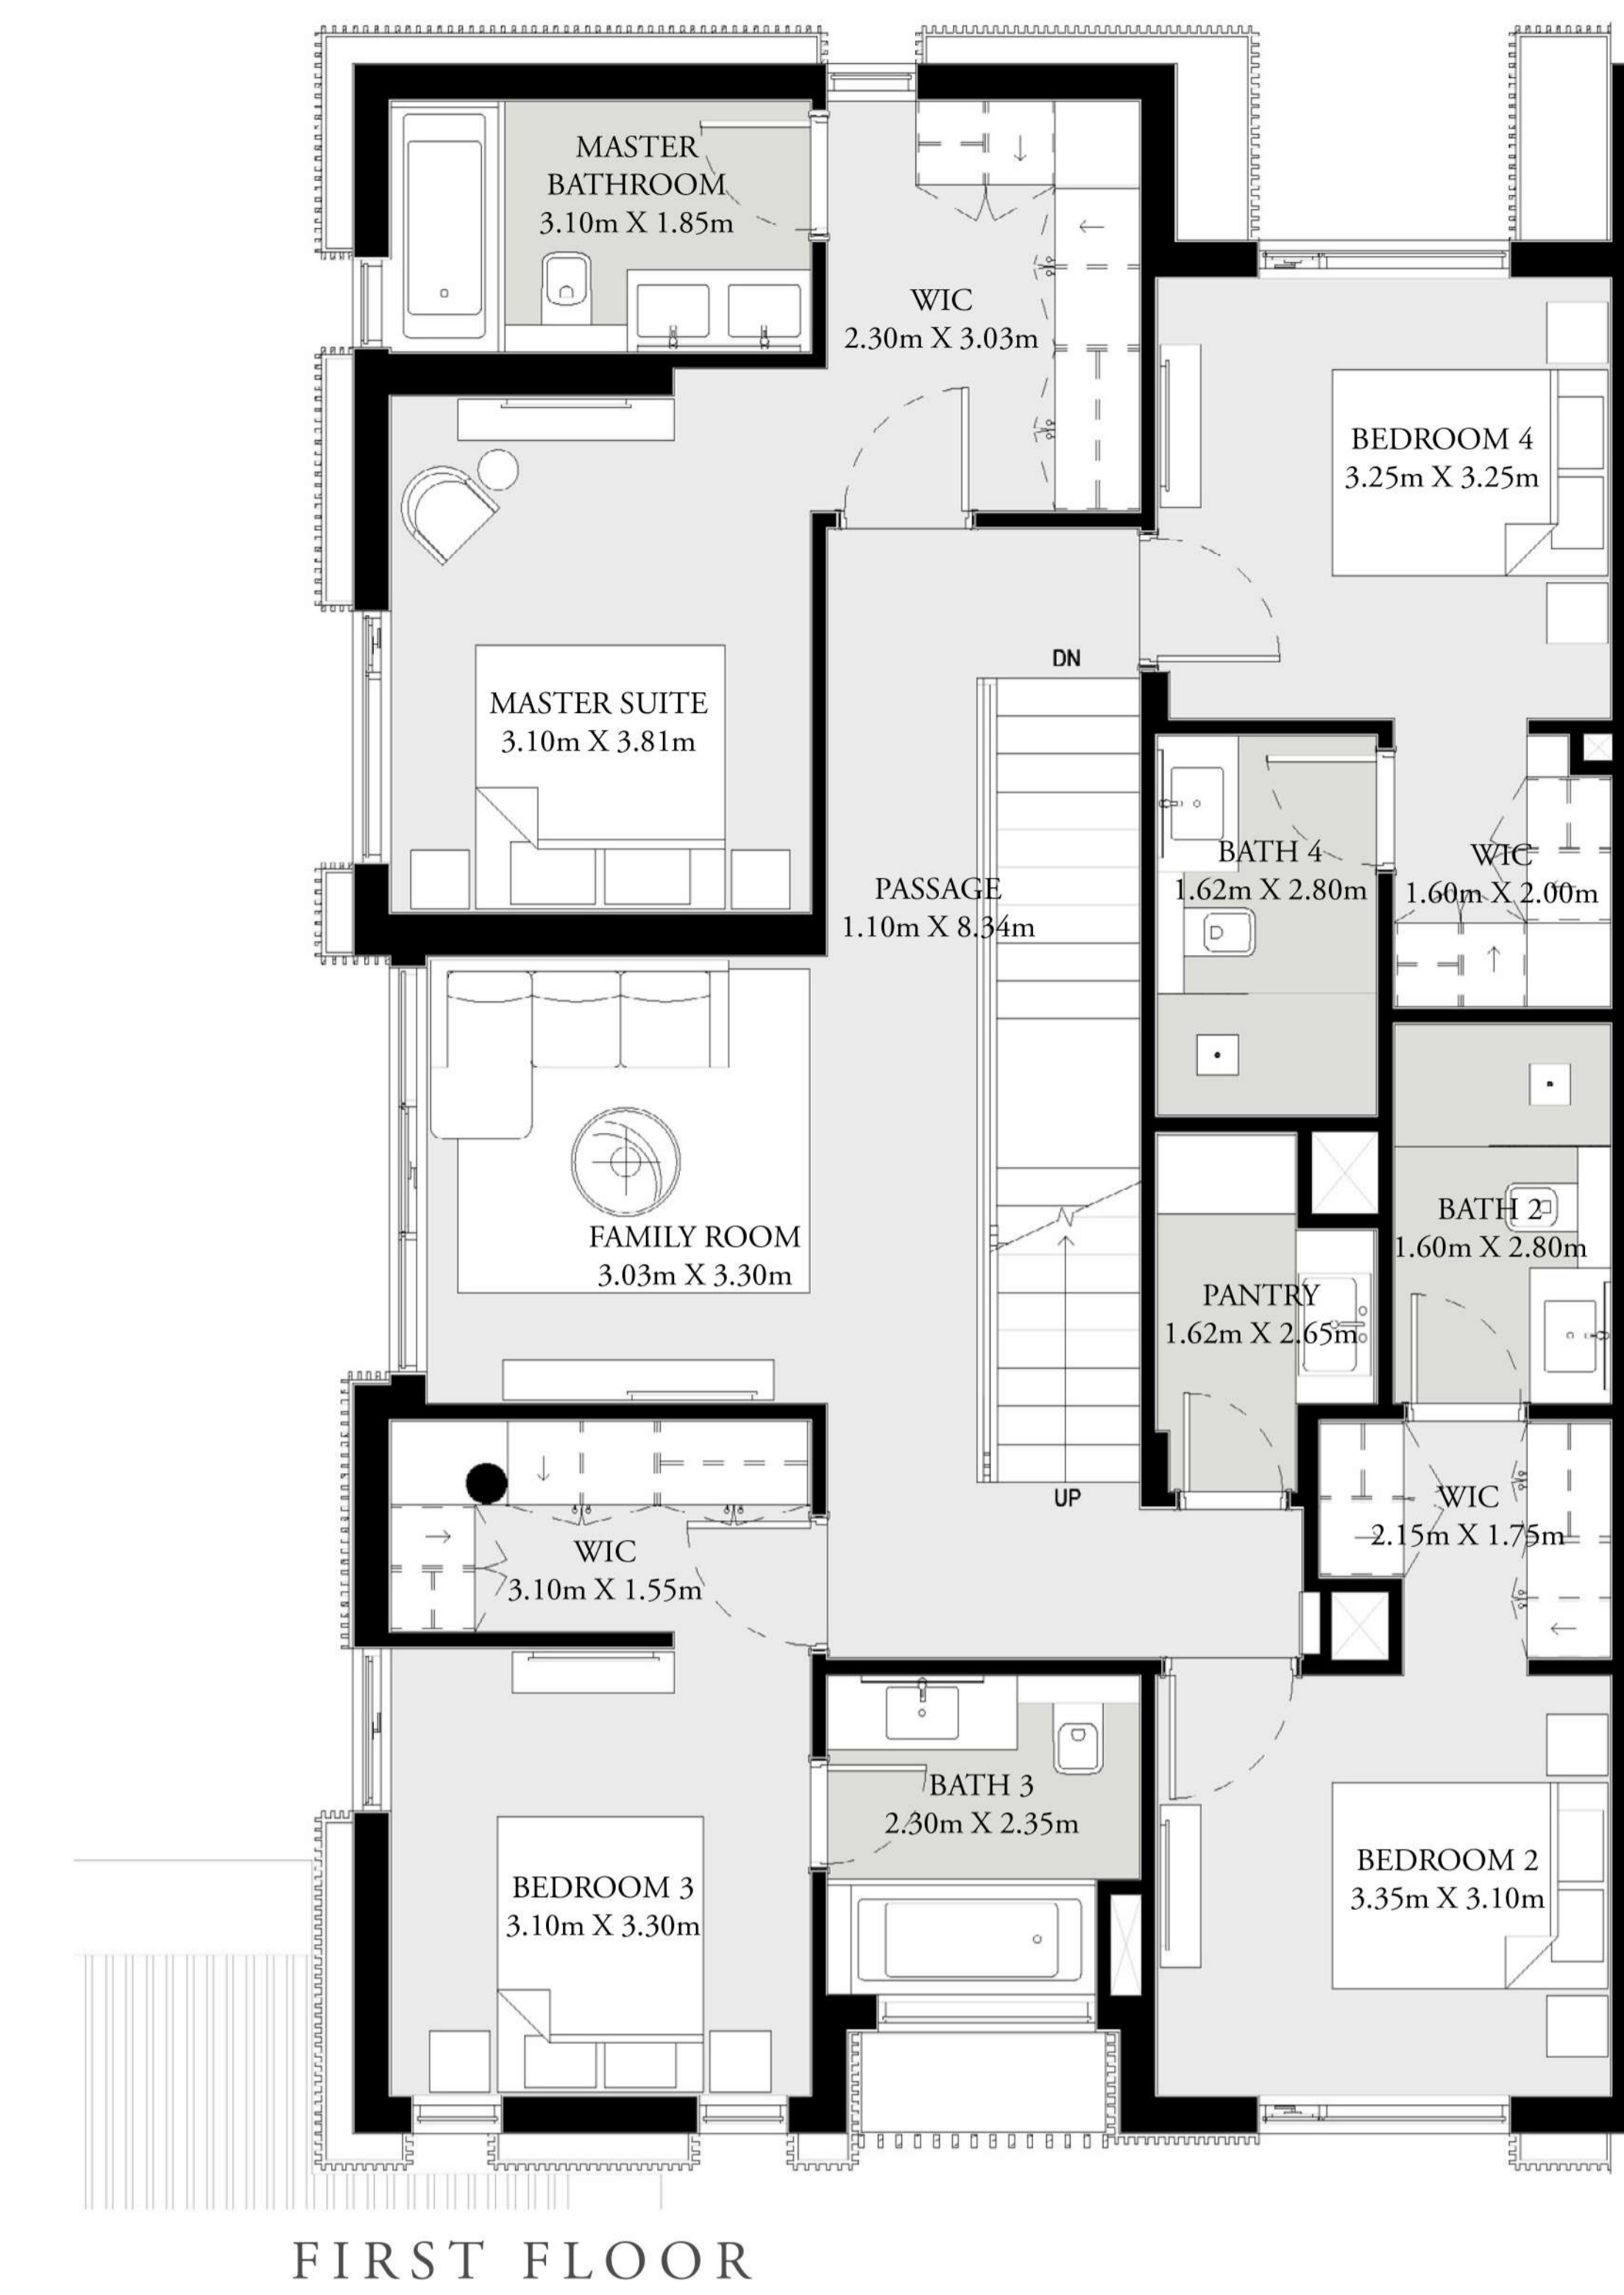 MASTER
BATHROOM
3.10m X 1.85m
WIC
2.30m X 3.03m
BEDROOM 4
3.25m X 3.25m
DN
MASTER SUITE
3.10m X 3.81m
PASSAGE
1.10m X 8.34m
BATH 4
1.62m X 2.80m
WIC
1.60m X 2.00m
FAMILY ROOM
3.03m X 3.30m
BATH 2
1.60m X 2.80m
PANTRY
1.62m X 2.65m
UP
WIC
2.15m X 1.75m
WIC
3.10m X 1.55m
BATH 3
2.30m X 2.35m
BEDROOM 3
3.10m X 3.30m
BEDROOM 2
3.35m X 3.10m
FIRST FLOOR